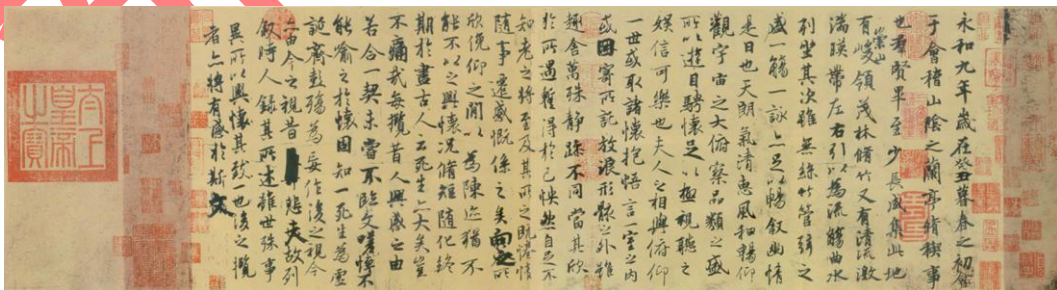 永和九年歲在癸丑暮春之初會
于會稽山陰之蘭亭脩稧事
也群賢畢至少長咸集此地
有崇山峻領茂林脩竹又有清流激
湍暎帶左右引以為流觴曲水
列坐其次雖無絲竹管弦之
盛一觴一詠亦足以暢敘幽情
是日也天朗氣清惠風和暢仰
觀宇宙之大俯察品類之盛
所以遊目騁懷足以極視聽之
娛信可樂也夫人之相與俯仰
一世或取諸懷抱悟言一室之內
或因寄所託放浪形骸之外雖
趣舍萬殊靜躁不同當其欣
於所遇蹔得於己怏然自足不
知老之將至及其所之既惓情
隨事遷感慨係之矣向之所
欣俛仰之閒以為陳迹猶不
能不以之興懷況脩短隨化終
期於盡古人云死生亦大矣豈
不痛哉每攬昔人興感之由
若合一契未嘗不臨文嗟悼不
能喻之於懷固知一死生為虛
誕齊彭殤為妄作後之視今
亦由今之視昔悲夫故列
敘時人錄其所述雖世殊事
異所以興懷其致一也後之攬
者亦將有感於斯文
太上
皇帝
之寶